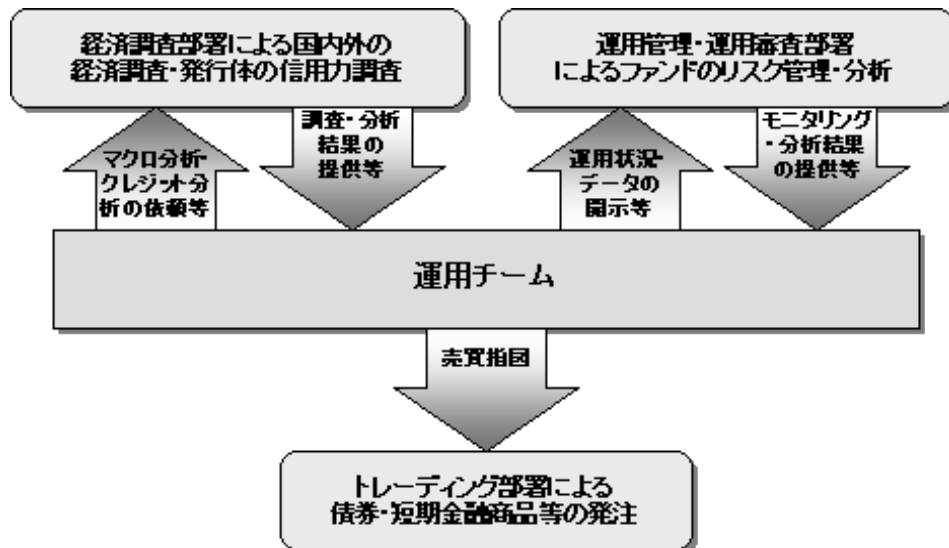 経済調査部署による国内外の
経済調査・発行体の信用力調査
運用管理・運用審査部署
によるファンドのリスク管理・分析
マクロ分析・
クレジット分
析の依頼等
調査・分析
結果の
提供等
運用状況・
データの
開示等
モニタリング
・分析結果
の提供等
運用チーム
売買指図
トレーディング部署による
債券・短期金融商品等の発注